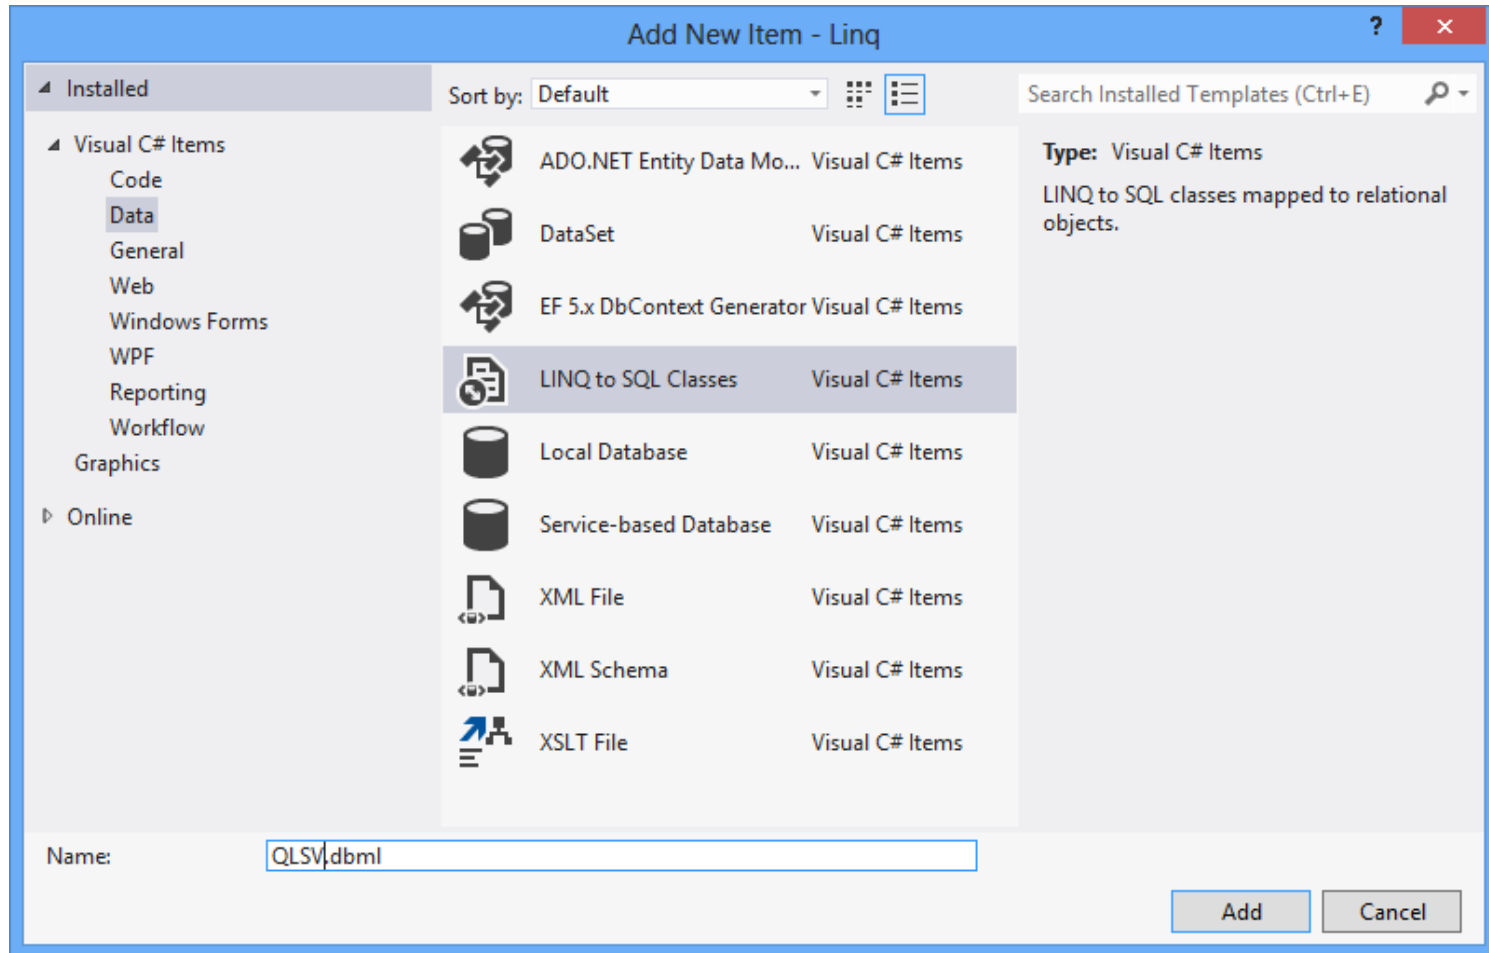 Add New Item - Linq
?
Installed
Visual C# Items
Code
Data
General
Web
Windows Forms
WPF
Reporting
Workflow
Graphics
Online
Sort by: Default
ADO.NET Entity Data Mo... Visual C# Items
DataSet Visual C# Items
EF 5.x DbContext Generator Visual C# Items
LINQ to SQL Classes Visual C# Items
Local Database Visual C# Items
Service-based Database Visual C# Items
XML File Visual C# Items
XML Schema Visual C# Items
XSLT File Visual C# Items
Search Installed Templates (Ctrl+E)
Type: Visual C# Items
LINQ to SQL classes mapped to relational
objects.
Name: QLSV.dbml
Add Cancel